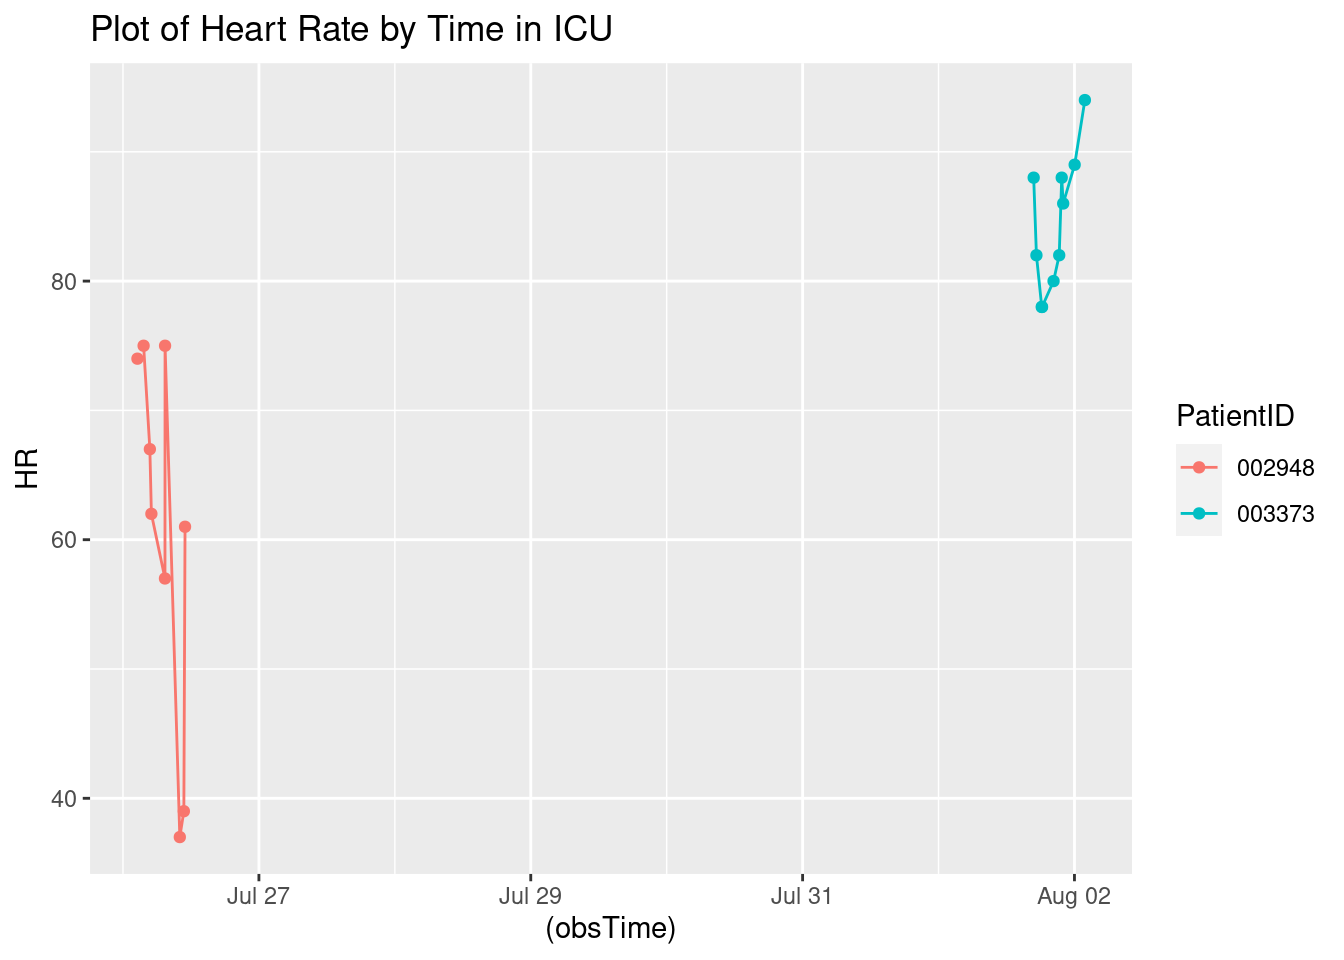 Plot of Heart Rate by Time in ICU
HR
80
60
40
Jul 27
Jul 29
Jul 31
Aug 02
(obsTime)
PatientID
002948
003373